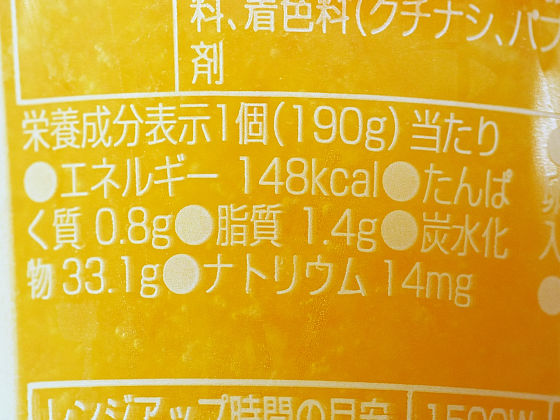 料、着色料(クチナシ、パプ
剤
栄養成分表示1個(190g)当たり
●エネルギー 148kcal●たんぱ
く質 0.8g●脂質 1.4g●炭水化
物 33.1g●ナトリウム 14mg
レンジアップ時間の目安 1500W